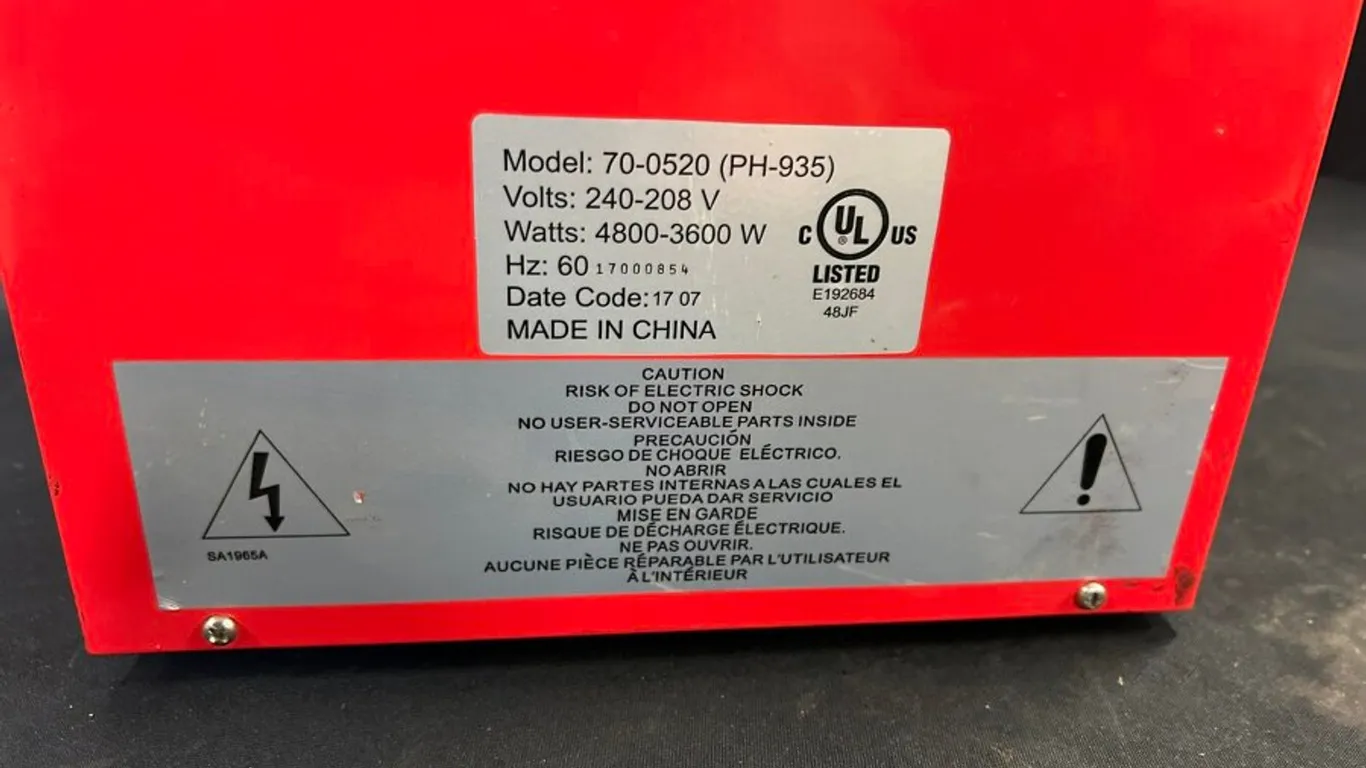 Model: 70-0520 (PH-935)
Volts: 240-208 V
Watts: 4800-3600 W
Hz: 60 17000854
Date Code: 17 07
MADE IN CHINA
C UL ® US
LISTED
E192684
48JF
CAUTION
RISK OF ELECTRIC SHOCK
DO NOT OPEN
NO USER-SERVICEABLE PARTS INSIDE
PRECAUCIÓN
RIESGO DE CHOQUE ELÉCTRICO.
NO ABRIR
NO HAY PARTES INTERNAS A LAS CUALES EL
USUARIO PUEDA DAR SERVICIO
MISE EN GARDE
RISQUE DE DÉCHARGE ÉLECTRIQUE.
NE PAS OUVRIR.
AUCUNE PIÈCE RÉPARABLE PAR L'UTILISATEUR
À L'INTÉRIEUR
SA1965A